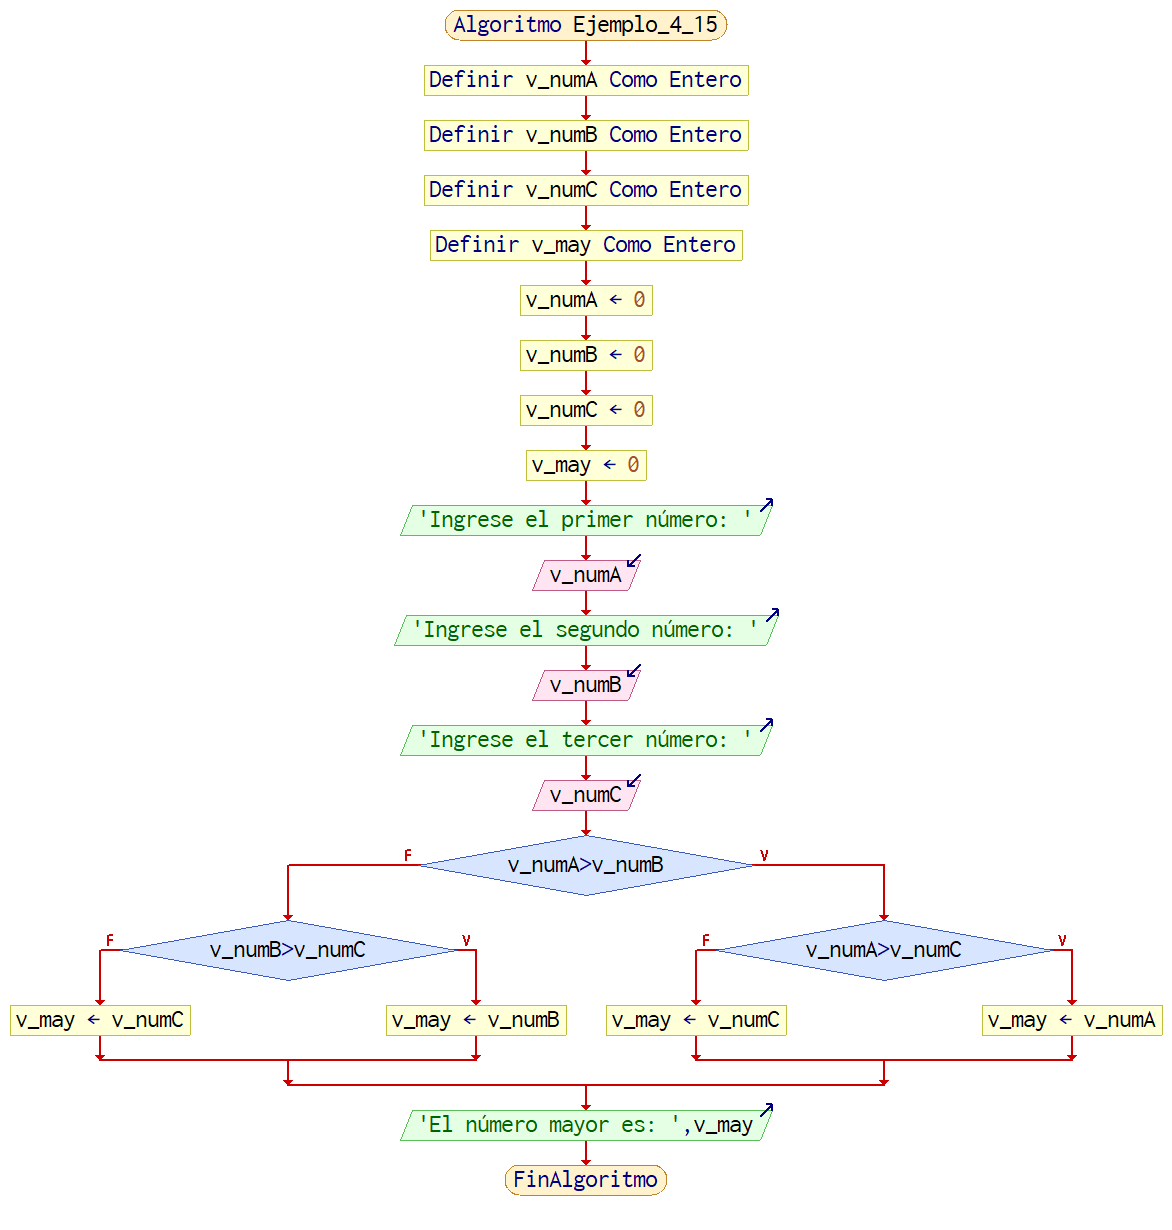 Algoritmo Ejemplo_4_15
Definir v_numA Como Entero
Definir v_numB Como Entero
Definir v_numC Como Entero
Definir v_may Como Entero
v_numA ← 0
v_numB ← 0
v_numC ← 0
v_may ← 0
'Ingrese el primer número: '
v_numA
'Ingrese el segundo número: '
v_numB
'Ingrese el tercer número: '
v_numC
F
v_numA>v_numB
V
F
v_numB>v_numC
V
F
v_numA>v_numC
V
v_may ← v_numC
v_may ← v_numB
v_may ← v_numC
v_may ← v_numA
'El número mayor es: ',v_may
FinAlgoritmo